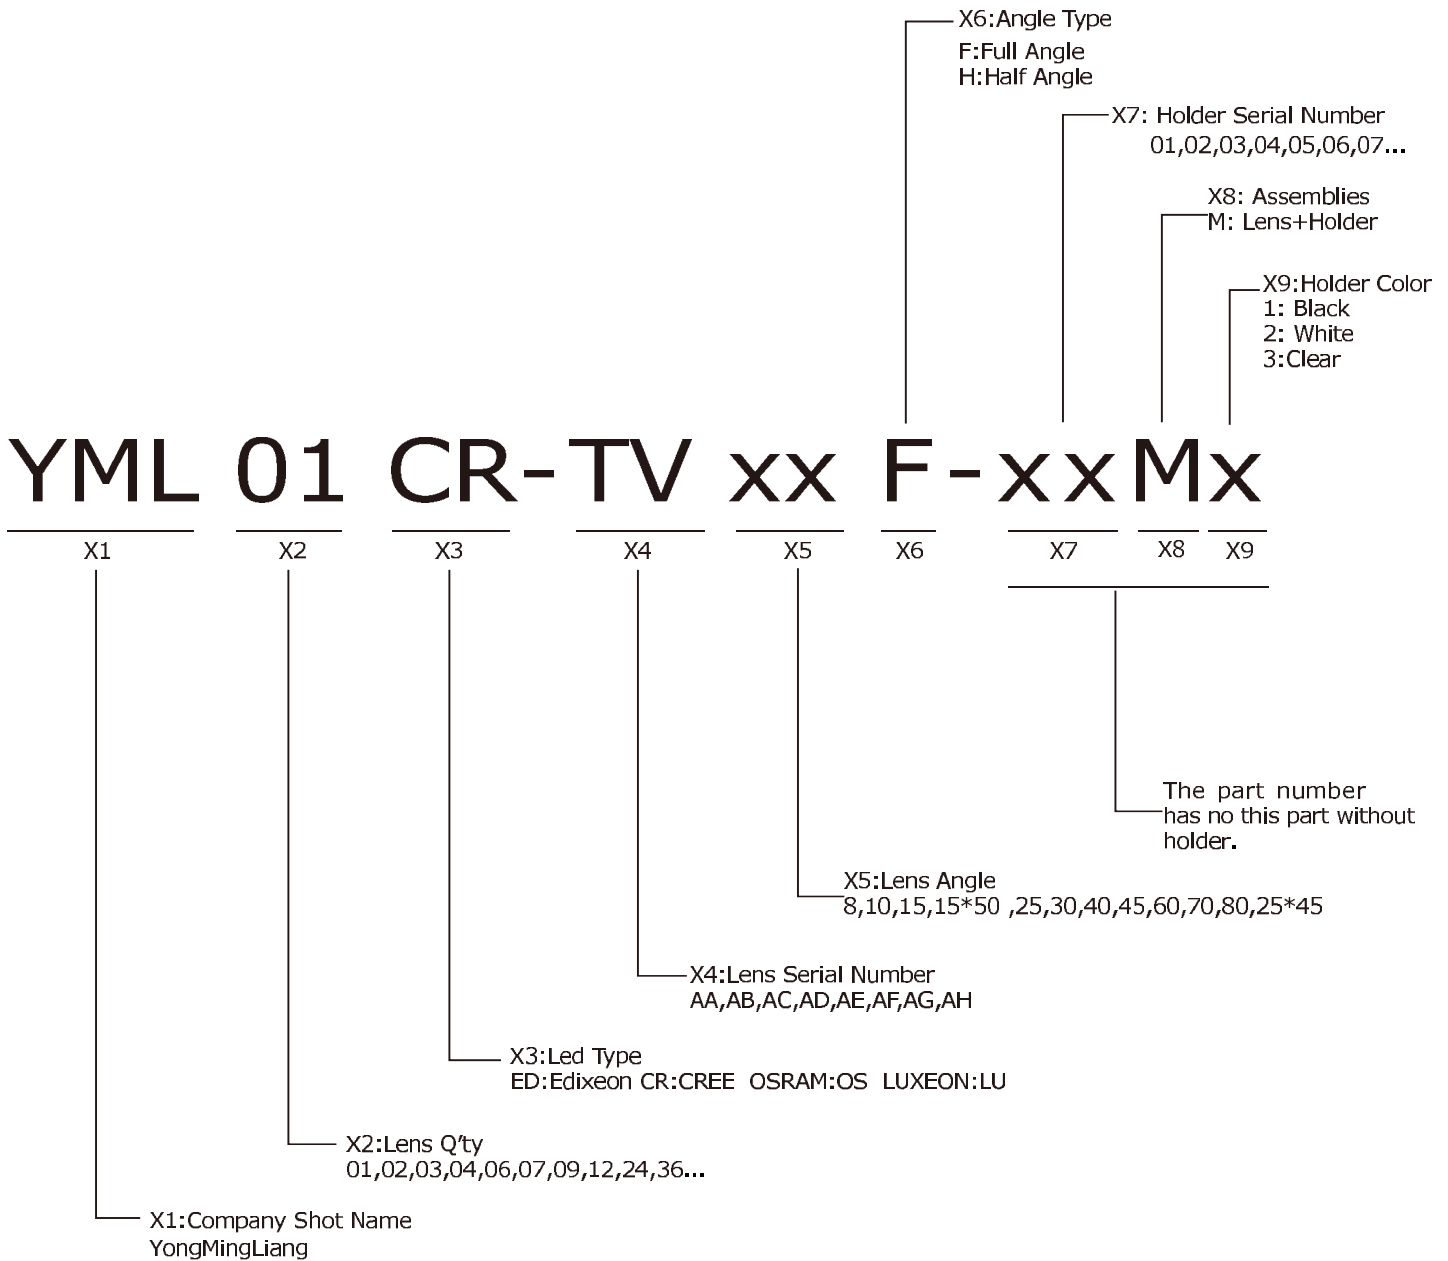 X6:Angle Type
F:Full Angle
H:Half Angle
X7: Holder Serial Number
01,02,03,04,05,06,07...
X8: Assemblies
M: Lens+Holder
X9:Holder Color
1: Black
2: White
3:Clear
YML 01 CR-TV xx F-xxMx
X1 X2 X3 X4 X5 X6 X7 X8 X9
The part number
has no this part without
holder.
X5:Lens Angle
8,10,15,15*50 ,25,30,40,45,60,70,80,25*45
X4:Lens Serial Number
AA,AB,AC,AD,AE,AF,AG,AH
X3:Led Type
ED:Edixeon CR:CREE OSRAM:OS LUXEON:LU
X2:Lens Q'ty
01,02,03,04,06,07,09,12,24,36...
X1:Company Shot Name
YongMingLiang